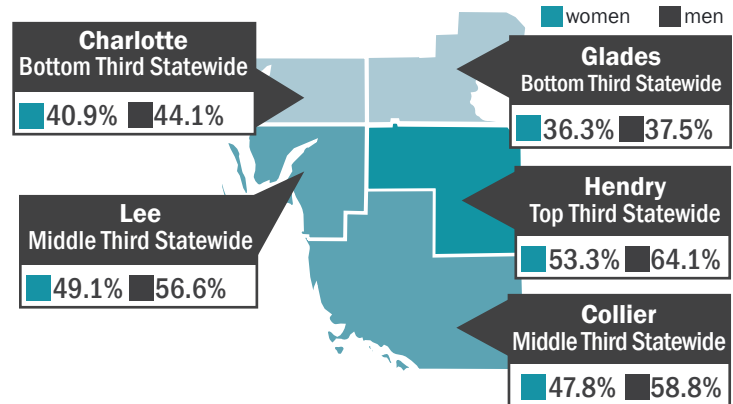 women men
Charlotte
Bottom Third Statewide
40.9% 44.1%
Glades
Bottom Third Statewide
36.3% 37.5%
Lee
Middle Third Statewide
49.1% 56.6%
Hendry
Top Third Statewide
53.3% 64.1%
Collier
Middle Third Statewide
47.8% 58.8%